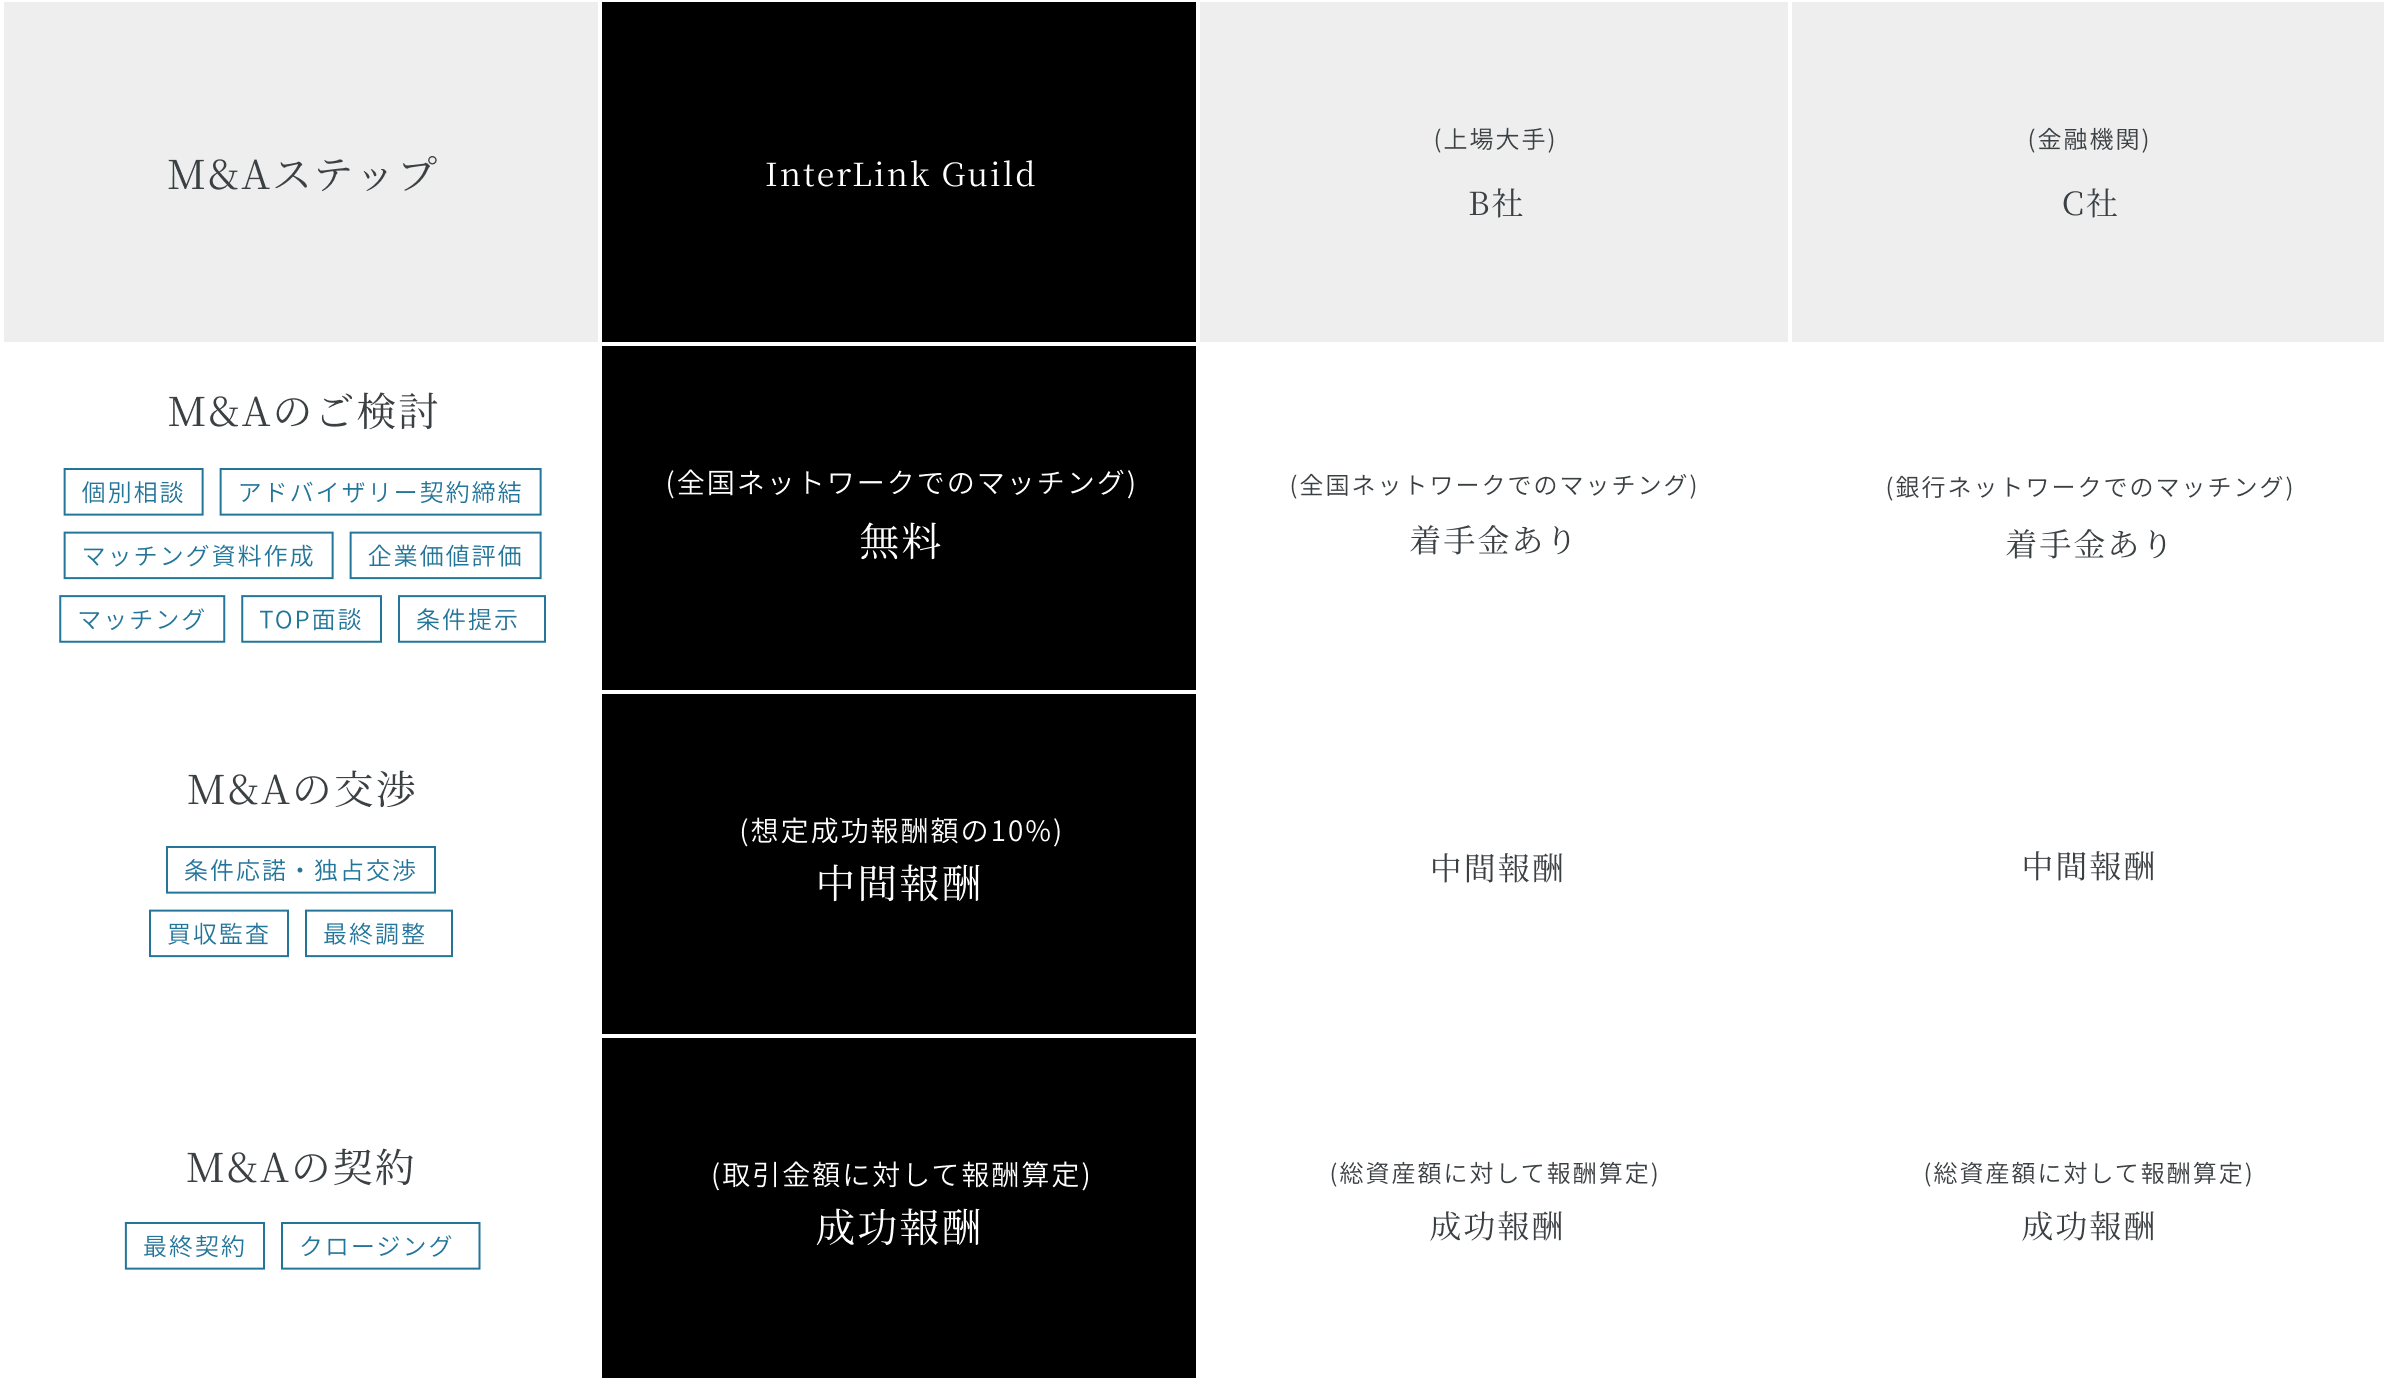 M&Aステップ
InterLink Guild
(上場大手)
B社
(金融機関)
C社
M&Aのご検討
個別相談
アドバイザリー契約締結
マッチング資料作成
企業価値評価
マッチング
TOP面談
条件提示
(全国ネットワークでのマッチング)
無料
(全国ネットワークでのマッチング)
着手金あり
(銀行ネットワークでのマッチング)
着手金あり
M&Aの交渉
条件応諾・独占交渉
買収監査
最終調整
(想定成功報酬額の10%)
中間報酬
中間報酬
中間報酬
M&Aの契約
最終契約
クロージング
(取引金額に対して報酬算定)
成功報酬
(総資産額に対して報酬算定)
成功報酬
(総資産額に対して報酬算定)
成功報酬